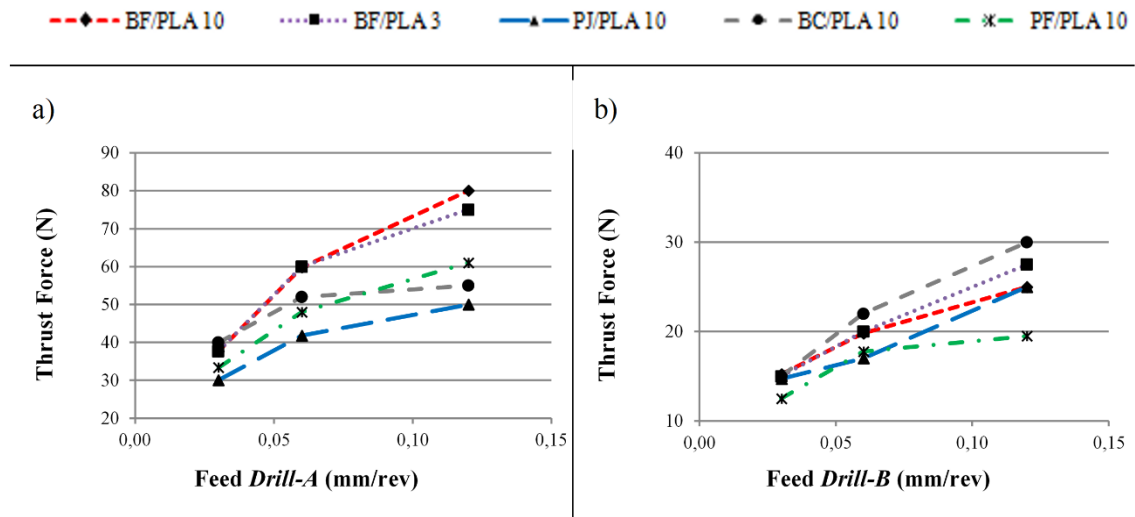 BF/PLA 10 BF/PLA 3 PJ/PLA 10 BC/PLA 10 PF/PLA 10
a)
90
80
70
60
50
40
30
20
Thrust Force (N)
0,00 0,05 0,10 0,15
Feed Drill-A (mm/rev)
b)
40
30
20
10
Thrust Force (N)
0,00 0,05 0,10 0,15
Feed Drill-B (mm/rev)